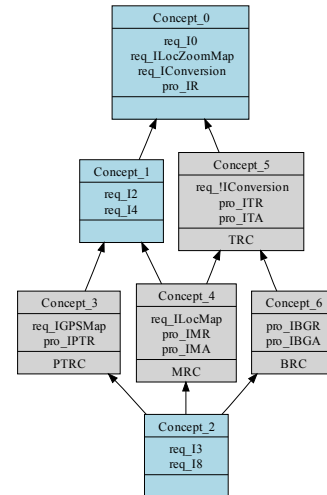 Concept_0
req_I0
req_ILocZoomMap
req_IConversion
pro_IR
Concept_1
req_I2
req_I4
Concept_5
req_!IConversion
pro_ITR
pro_ITA
TRC
Concept_3
req_IGPSMap
pro_IPTR
PTRC
Concept_4
req_ILocMap
pro_IMR
pro_IMA
MRC
Concept_6
pro_IBGR
pro_IBGA
BRC
Concept_2
req_I3
req_I8